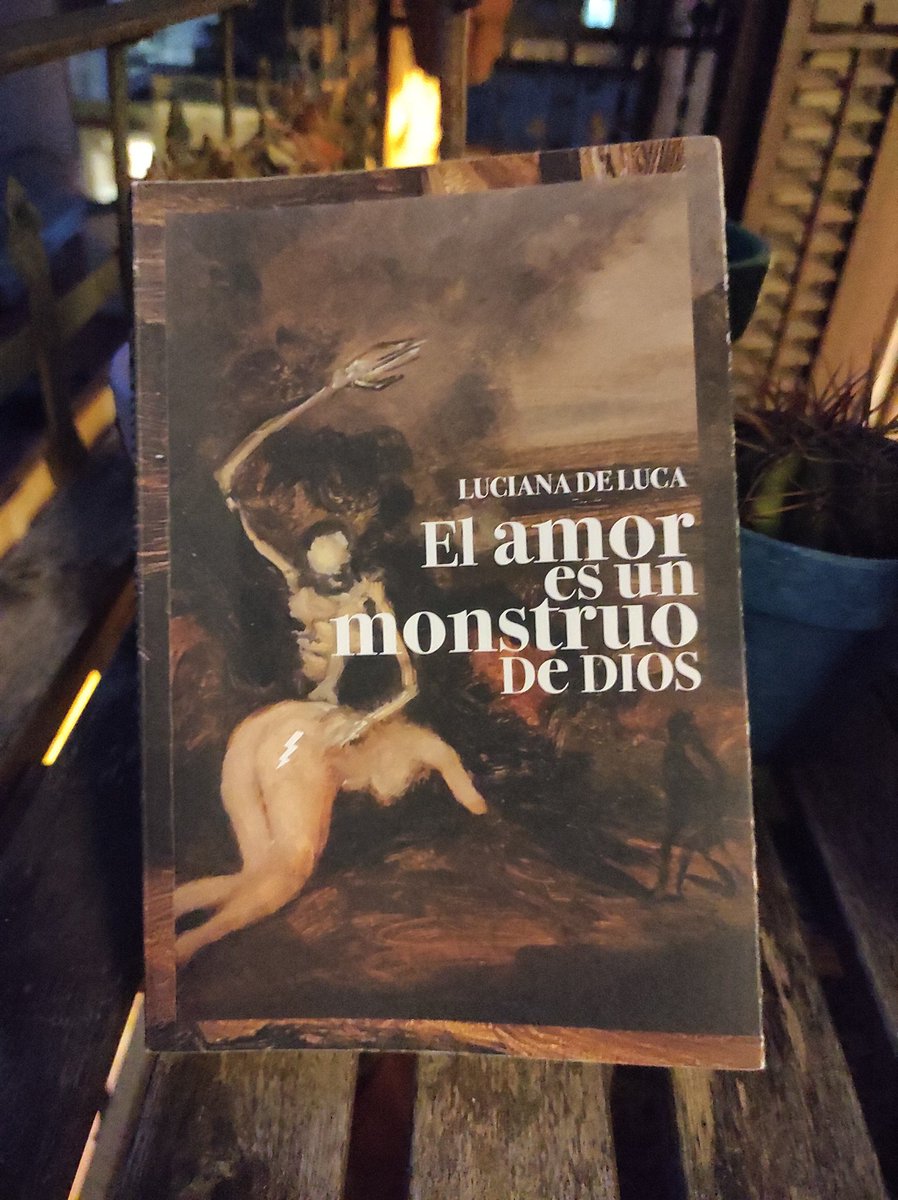 LUCIANA DE LUCA
El amor
es un
monstruo
De DIOS